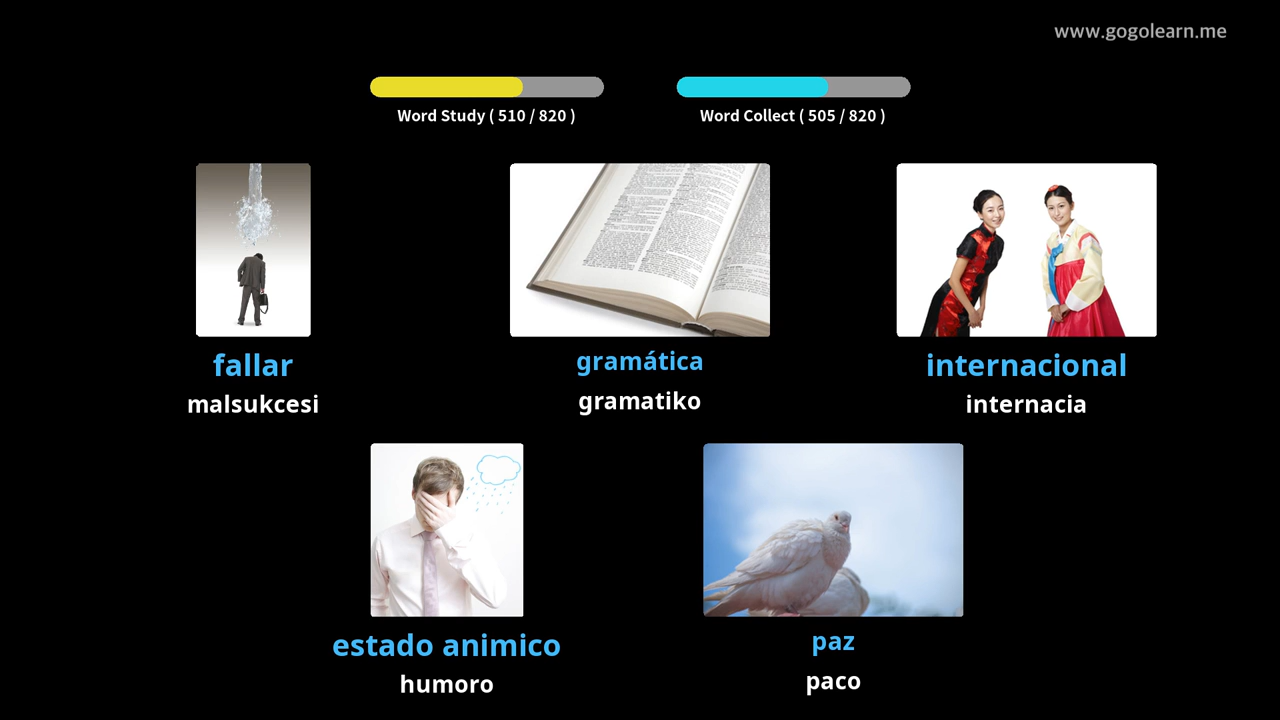 www.gogolearn.me
Word Study ( 510 / 820 )
Word Collect ( 505 / 820 )
fallar
malsukcesi
gramática
gramatiko
internacional
internacia
estado animico
humoro
paz
paco